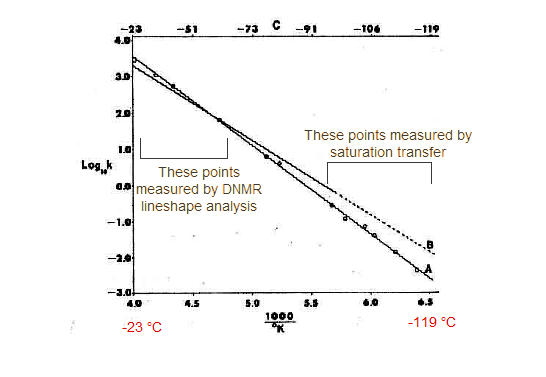 -23 -51 -73 C -91 -106 -119
4.0
3.0
2.0
These points measured by
saturation transfer
1.0
Log₁₀k
These points
measured by DNMR
lineshape analysis
0.0
-1.0
B
-2.0
A
-3.0
4.0 4.5 5.0 5.5 6.0 6.5
-23 °C
1000
°K
-119 °C